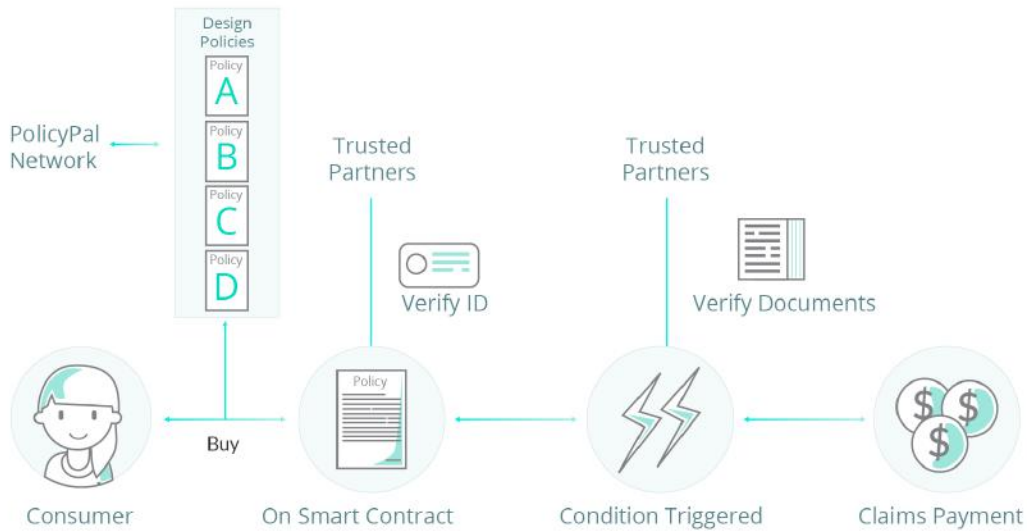 Design
Policies
Policy
A
Policy
B
Policy
C
Policy
D
PolicyPal
Network
Trusted
Partners
Trusted
Partners
Verify ID
Verify Documents
Policy
$ $
$
Buy
Consumer
On Smart Contract
Condition Triggered
Claims Payment